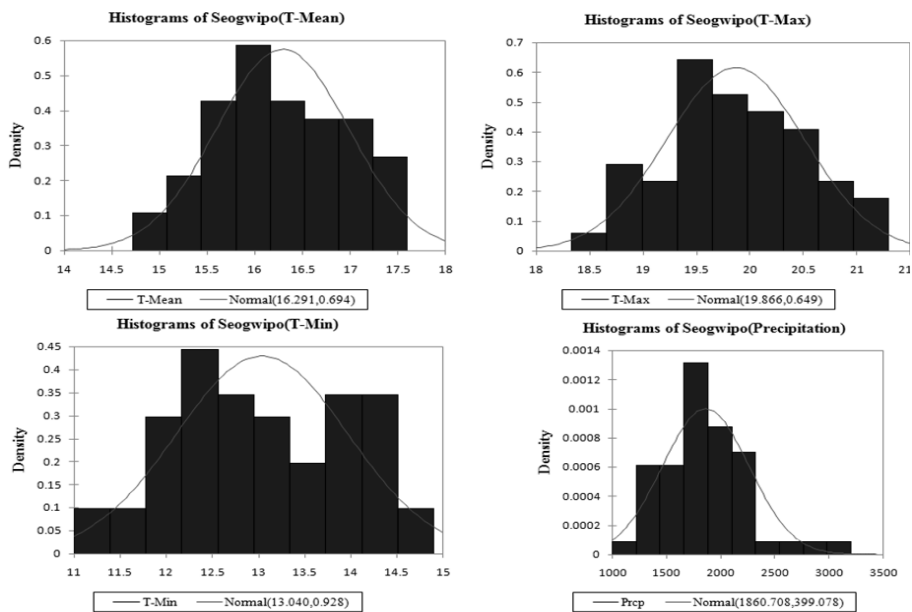 Histograms of Seogwipo(T-Mean)
0.6
0.5
0.4
0.3
0.2
0.1
0
Density
14 14.5 15 15.5 16 16.5 17 17.5 18
T-Mean Normal(16.291,0.694)
Histograms of Seogwipo(T-Max)
0.7
0.6
0.5
0.4
0.3
0.2
0.1
0
Density
18 18.5 19 19.5 20 20.5 21 21
T-Max Normal(19.866,0.649)
Histograms of Seogwipo(T-Min)
0.45
0.4
0.35
0.3
0.25
0.2
0.15
0.1
0.05
0
Density
11 11.5 12 12.5 13 13.5 14 14.5 15
T-Min Normal(13.040,0.928)
Histograms of Seogwipo(Precipitation)
0.0014
0.0012
0.001
0.0008
0.0006
0.0004
0.0002
0
Density
1000 1500 2000 2500 3000 3500
Prcp Normal(1860.708,399.078)